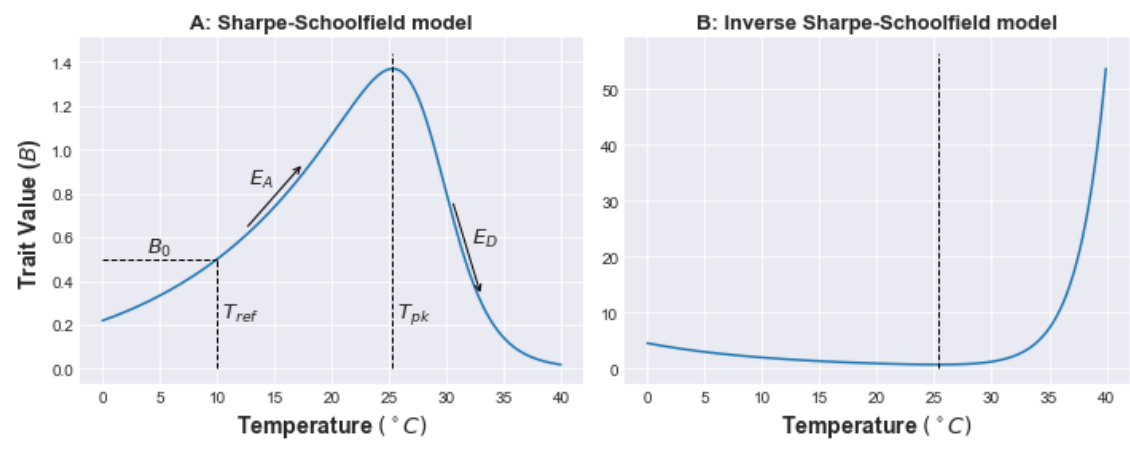 A: Sharpe-Schoolfield model
Trait Value (B)
1.4
1.2
1.0
0.8
0.6
0.4
0.2
0.0
E_A
B_0
E_D
T_ref
T_pk
0 5 10 15 20 25 30 35 40
Temperature (°C)
B: Inverse Sharpe-Schoolfield model
50
40
30
20
10
0
0 5 10 15 20 25 30 35 40
Temperature (°C)